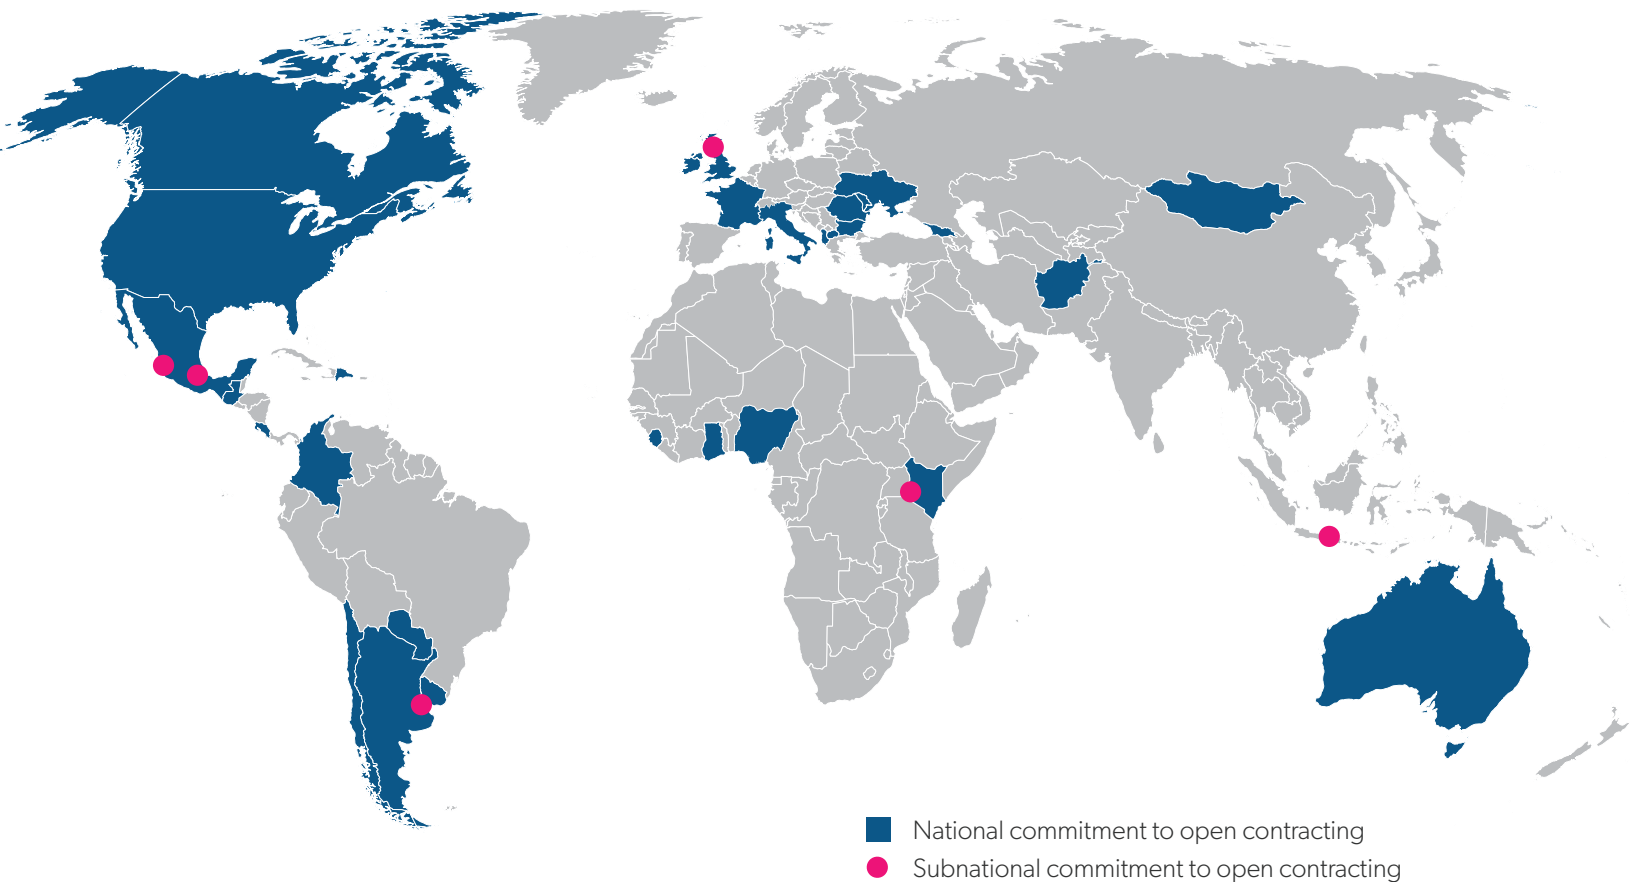 National commitment to open contracting
Subnational commitment to open contracting